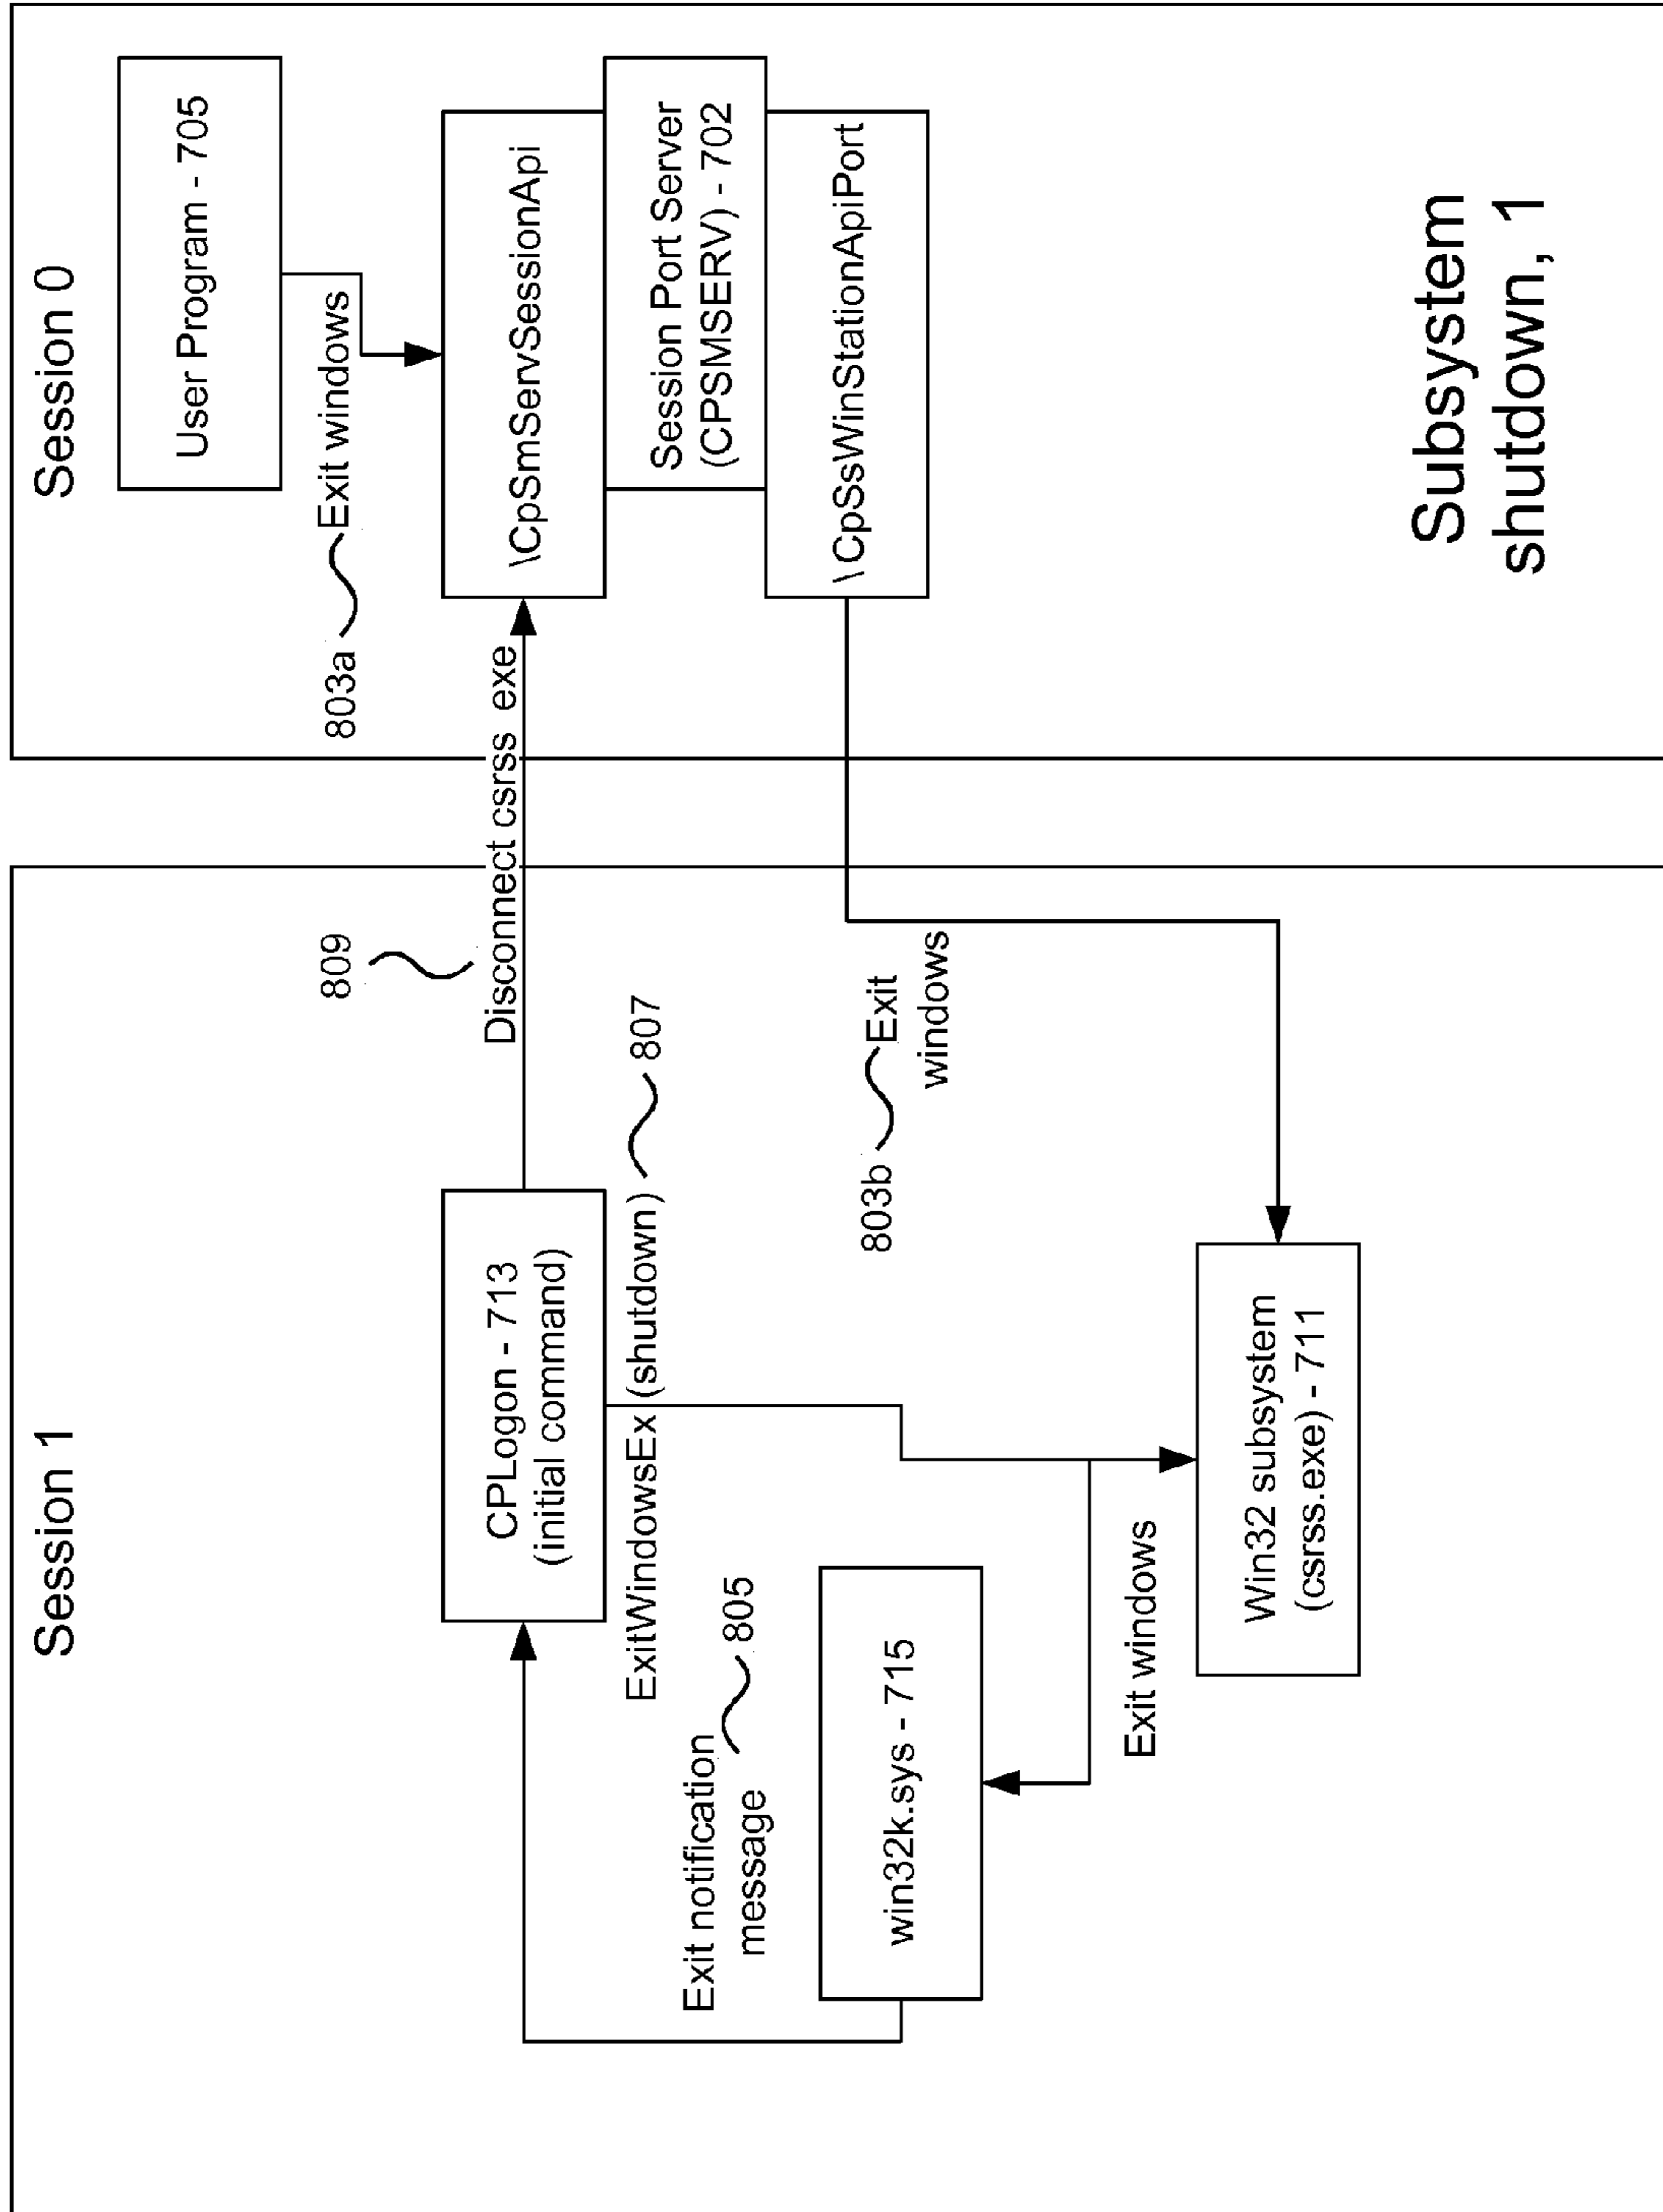 Session 1
809
Disconnect csrss exe
CPLogon - 713
(initial command)
ExitWindowsEx (shutdown)
807
Exit notification
message
805
803b
Exit
windows
win32k.sys - 715
Exit windows
Win32 subsystem
(csrss.exe) - 711
Session 0
User Program - 705
803a
Exit windows
\CpSmServSessionApi
Session Port Server
(CPSMSERV) - 702
\CpSsWinStationApiPort
Subsystem
shutdown, 1